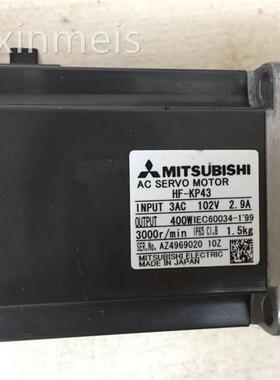 xinmeis
MITSUBISHI
AC SERVO MOTOR
HF-KP43
INPUT 3AC 102V 2.9A
OUTPUT 400W IEC60034-1'99
3000r/min IP65 Cl.B 1.5kg
SER.No. AZ4969020 10Z
MITSUBISHI ELECTRIC
MADE IN JAPAN